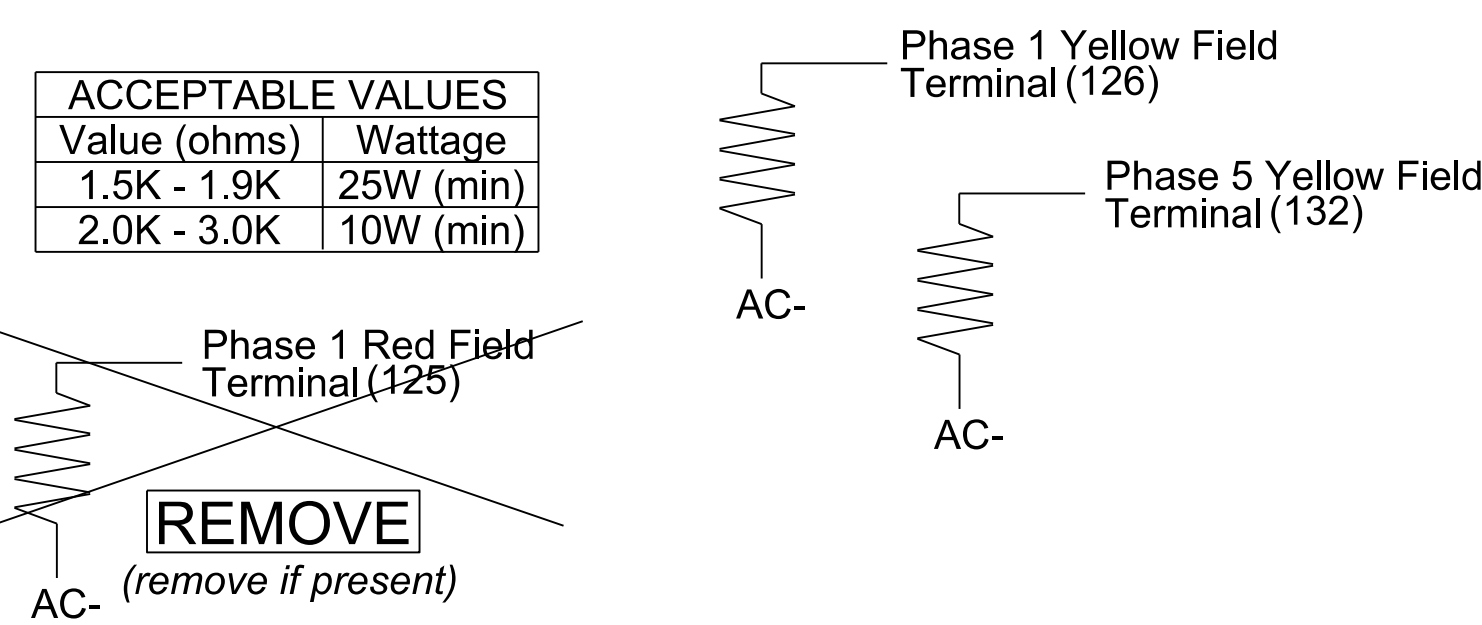 ACCEPTABLE VALUES
Value (ohms) Wattage
1.5K - 1.9K 25W (min)
2.0K - 3.0K 10W (min)
Phase 1 Yellow Field
Terminal (126)
AC-
Phase 5 Yellow Field
Terminal (132)
AC-
Phase 1 Red Field
Terminal (125)
REMOVE
(remove if present)
AC-